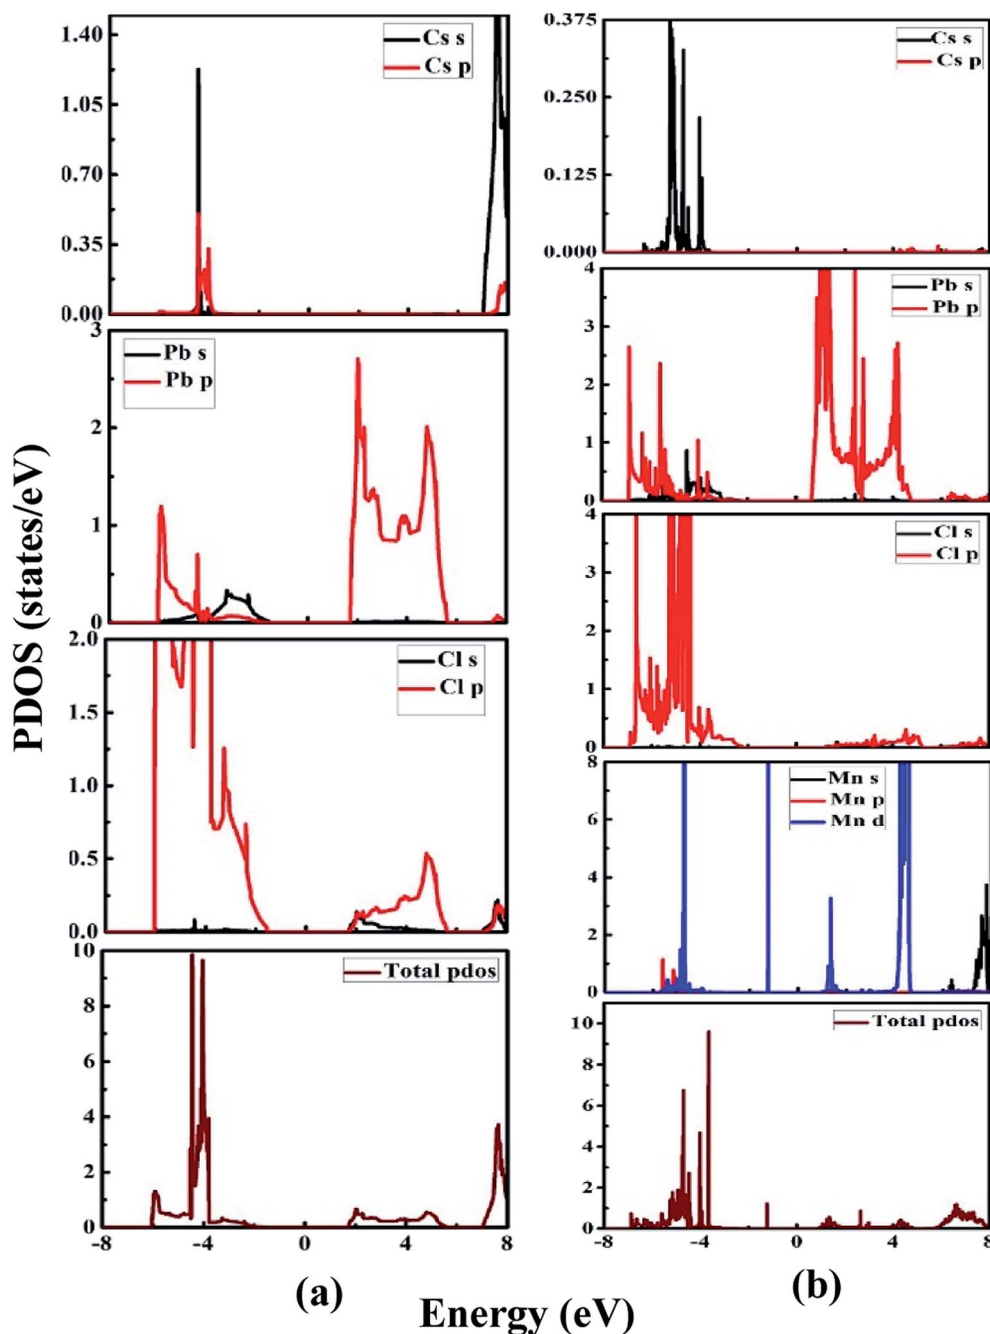 1.40
1.05
0.70
0.35
0.00
Cs s
Cs p
3
2
1
0
Pb s
Pb p
2.0
1.5
1.0
0.5
0.0
Cl s
Cl p
10
8
6
4
2
0
Total pdos
-8
-4
0
4
8
(a)
0.375
0.250
0.125
0.000
Cs s
Cs p
4
3
2
1
0
Pb s
Pb p
4
3
2
1
0
Cl s
Cl p
8
6
4
2
0
Mn s
Mn p
Mn d
10
8
6
4
2
0
Total pdos
-8
-4
0
4
8
(b)
PDOS (states/eV)
Energy (eV)